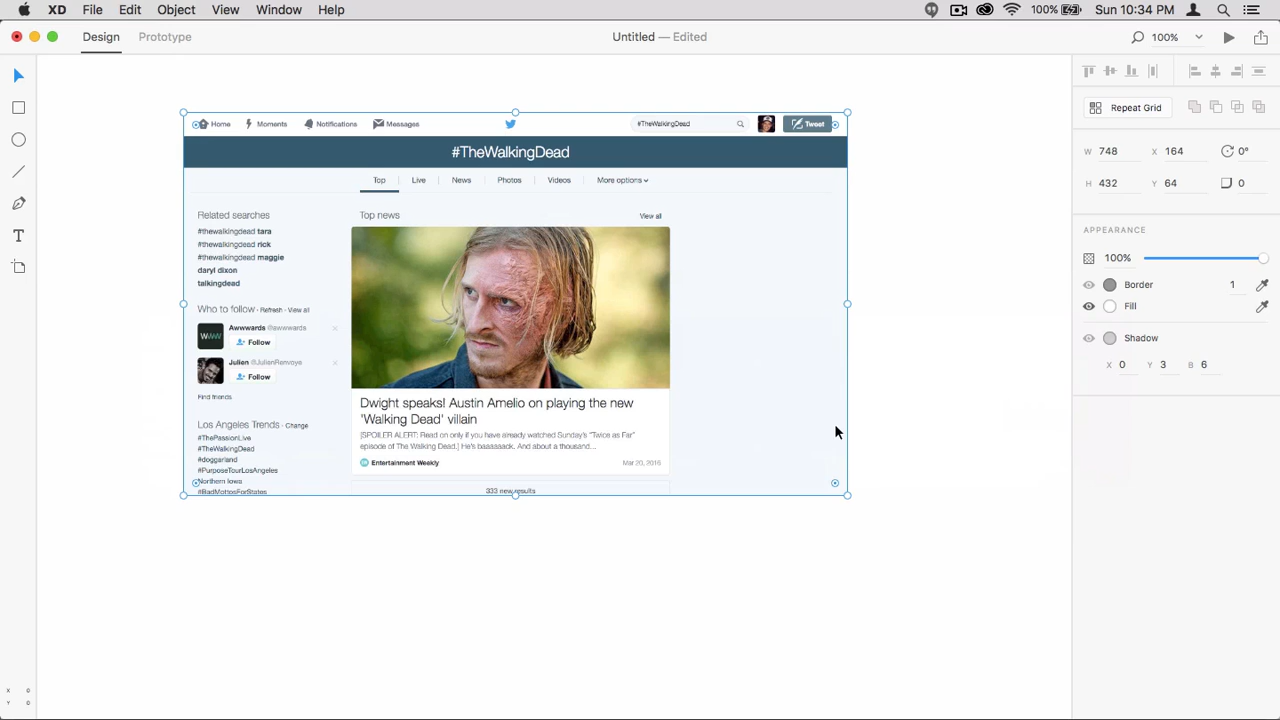 XD File Edit Object View Window Help 100% Sun 10:34 PM
Design Prototype Untitled — Edited 100%
Home Moments Notifications Messages #TheWalkingDead Tweet
#TheWalkingDead
Top Live News Photos Videos More options
Related searches
#thewalkingdead tara
#thewalkingdead rick
#thewalkingdead maggie
daryl dixon
talkingdead
Who to follow · Refresh · View all
Awwwards @awwwards
Follow
Julien @JulienRenvoye
Follow
Find friends
Los Angeles Trends · Change
#ThePassionLive
#TheWalkingDead
#doggarland
#PurposeTourLosAngeles
Northern Iowa
#BadMottosForStates
Top news View all
Dwight speaks! Austin Amelio on playing the new
'Walking Dead' villain
[SPOILER ALERT: Read on only if you have already watched Sunday's "Twice as Far"
episode of The Walking Dead.] He's baaaaaack. And about a thousand...
Entertainment Weekly Mar 20, 2016
333 new results
Repeat Grid
W 748 X 164 0°
H 432 Y 64 0
APPEARANCE
100%
Border 1
Fill
Shadow
X 0 Y 3 B 6
X 0
Y 0